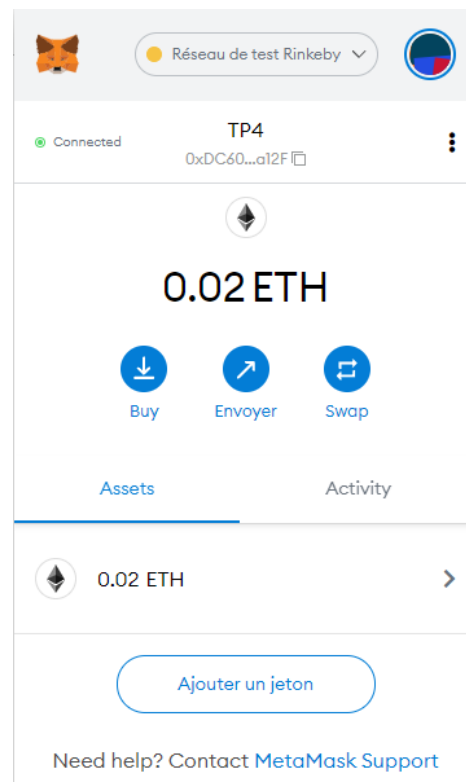 Réseau de test Rinkeby
Connected
TP4
0xDC60...a12F
0.02 ETH
Buy
Envoyer
Swap
Assets
Activity
0.02 ETH
Ajouter un jeton
Need help? Contact MetaMask Support